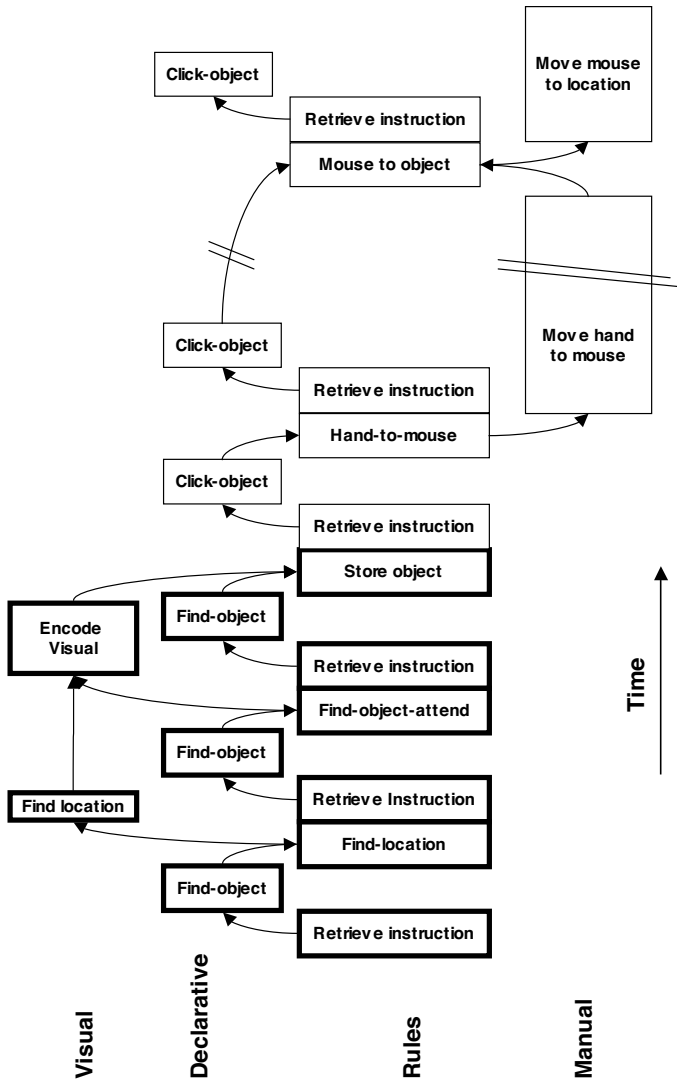 Click-object
Move mouse
to location
Retrieve instruction
Mouse to object
Click-object
Move hand
to mouse
Retrieve instruction
Hand-to-mouse
Click-object
Retrieve instruction
Store object
Encode
Visual
Find-object
Retrieve instruction
Find-object-attend
Time
Find-object
Find location
Retrieve Instruction
Find-location
Find-object
Retrieve instruction
Visual
Declarative
Rules
Manual